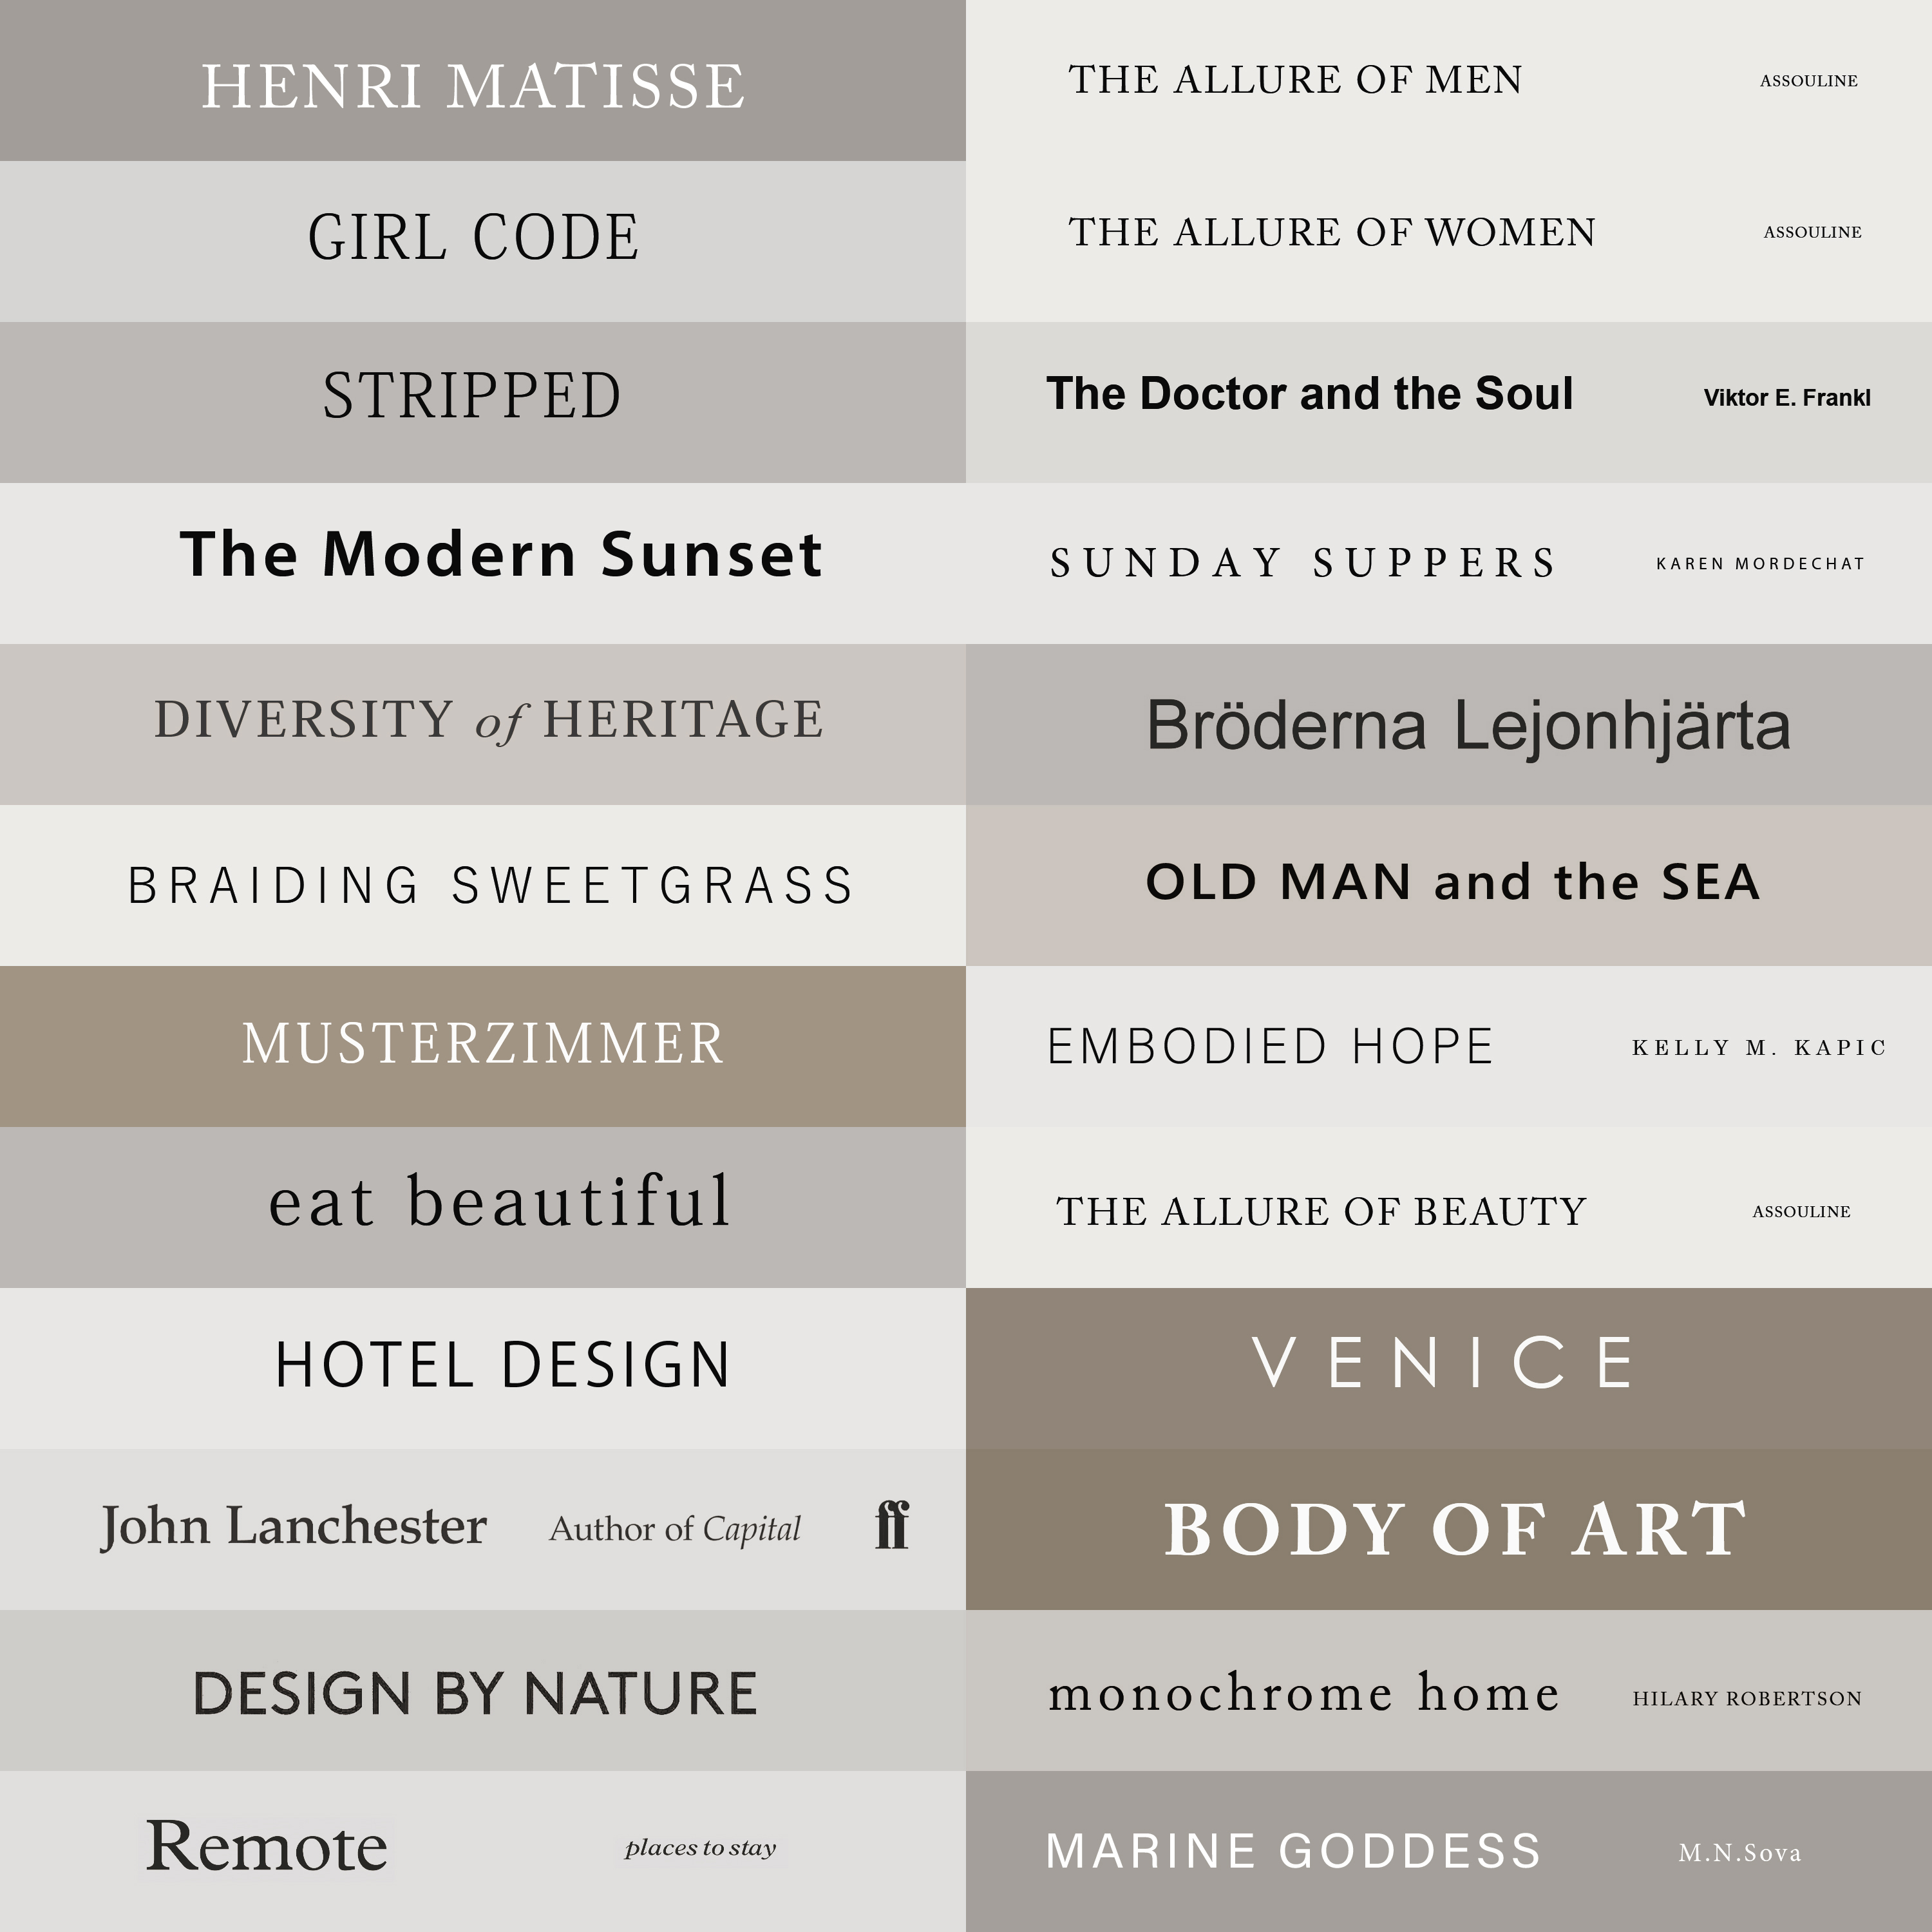 HENRI MATISSE
THE ALLURE OF MEN ASSOULINE
GIRL CODE
THE ALLURE OF WOMEN ASSOULINE
STRIPPED
The Doctor and the Soul Viktor E. Frankl
The Modern Sunset
SUNDAY SUPPERS KAREN MORDECHAT
DIVERSITY of HERITAGE
Bröderna Lejonhjärta
BRAIDING SWEETGRASS
OLD MAN and the SEA
MUSTERZIMMER
EMBODIED HOPE KELLY M. KAPIC
eat beautiful
THE ALLURE OF BEAUTY ASSOULINE
HOTEL DESIGN
VENICE
John Lanchester Author of Capital ff
BODY OF ART
DESIGN BY NATURE
monochrome home HILARY ROBERTSON
Remote places to stay
MARINE GODDESS M.N.Sova